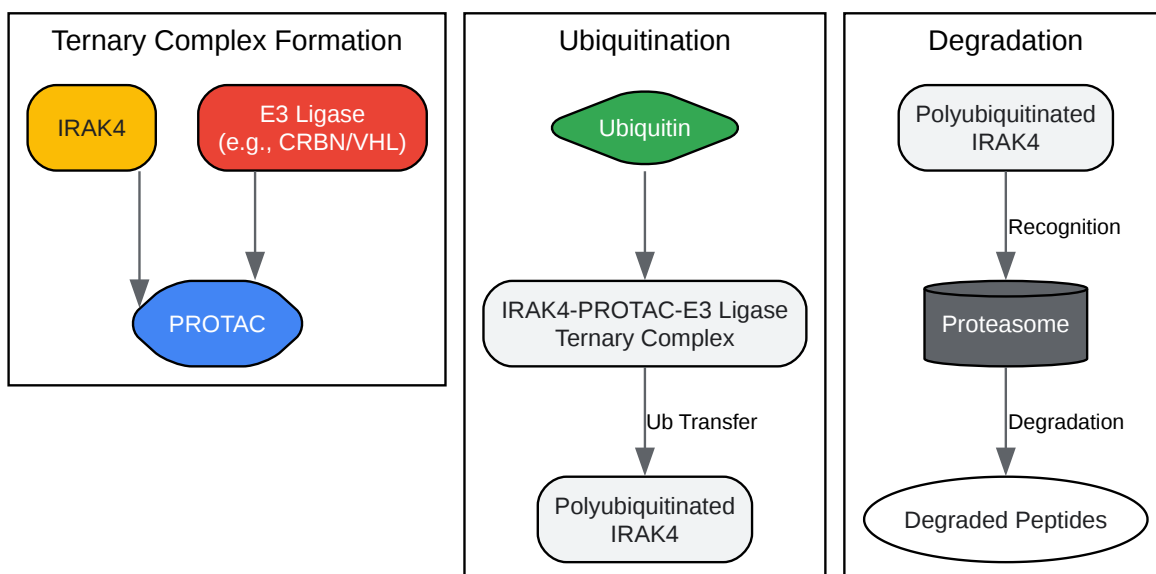 Ternary Complex Formation
IRAK4
E3 Ligase
(e.g., CRBN/VHL)
PROTAC
Ubiquitination
Ubiquitin
IRAK4-PROTAC-E3 Ligase
Ternary Complex
Ub Transfer
Polyubiquitinated
IRAK4
Degradation
Polyubiquitinated
IRAK4
Recognition
Proteasome
Degradation
Degraded Peptides